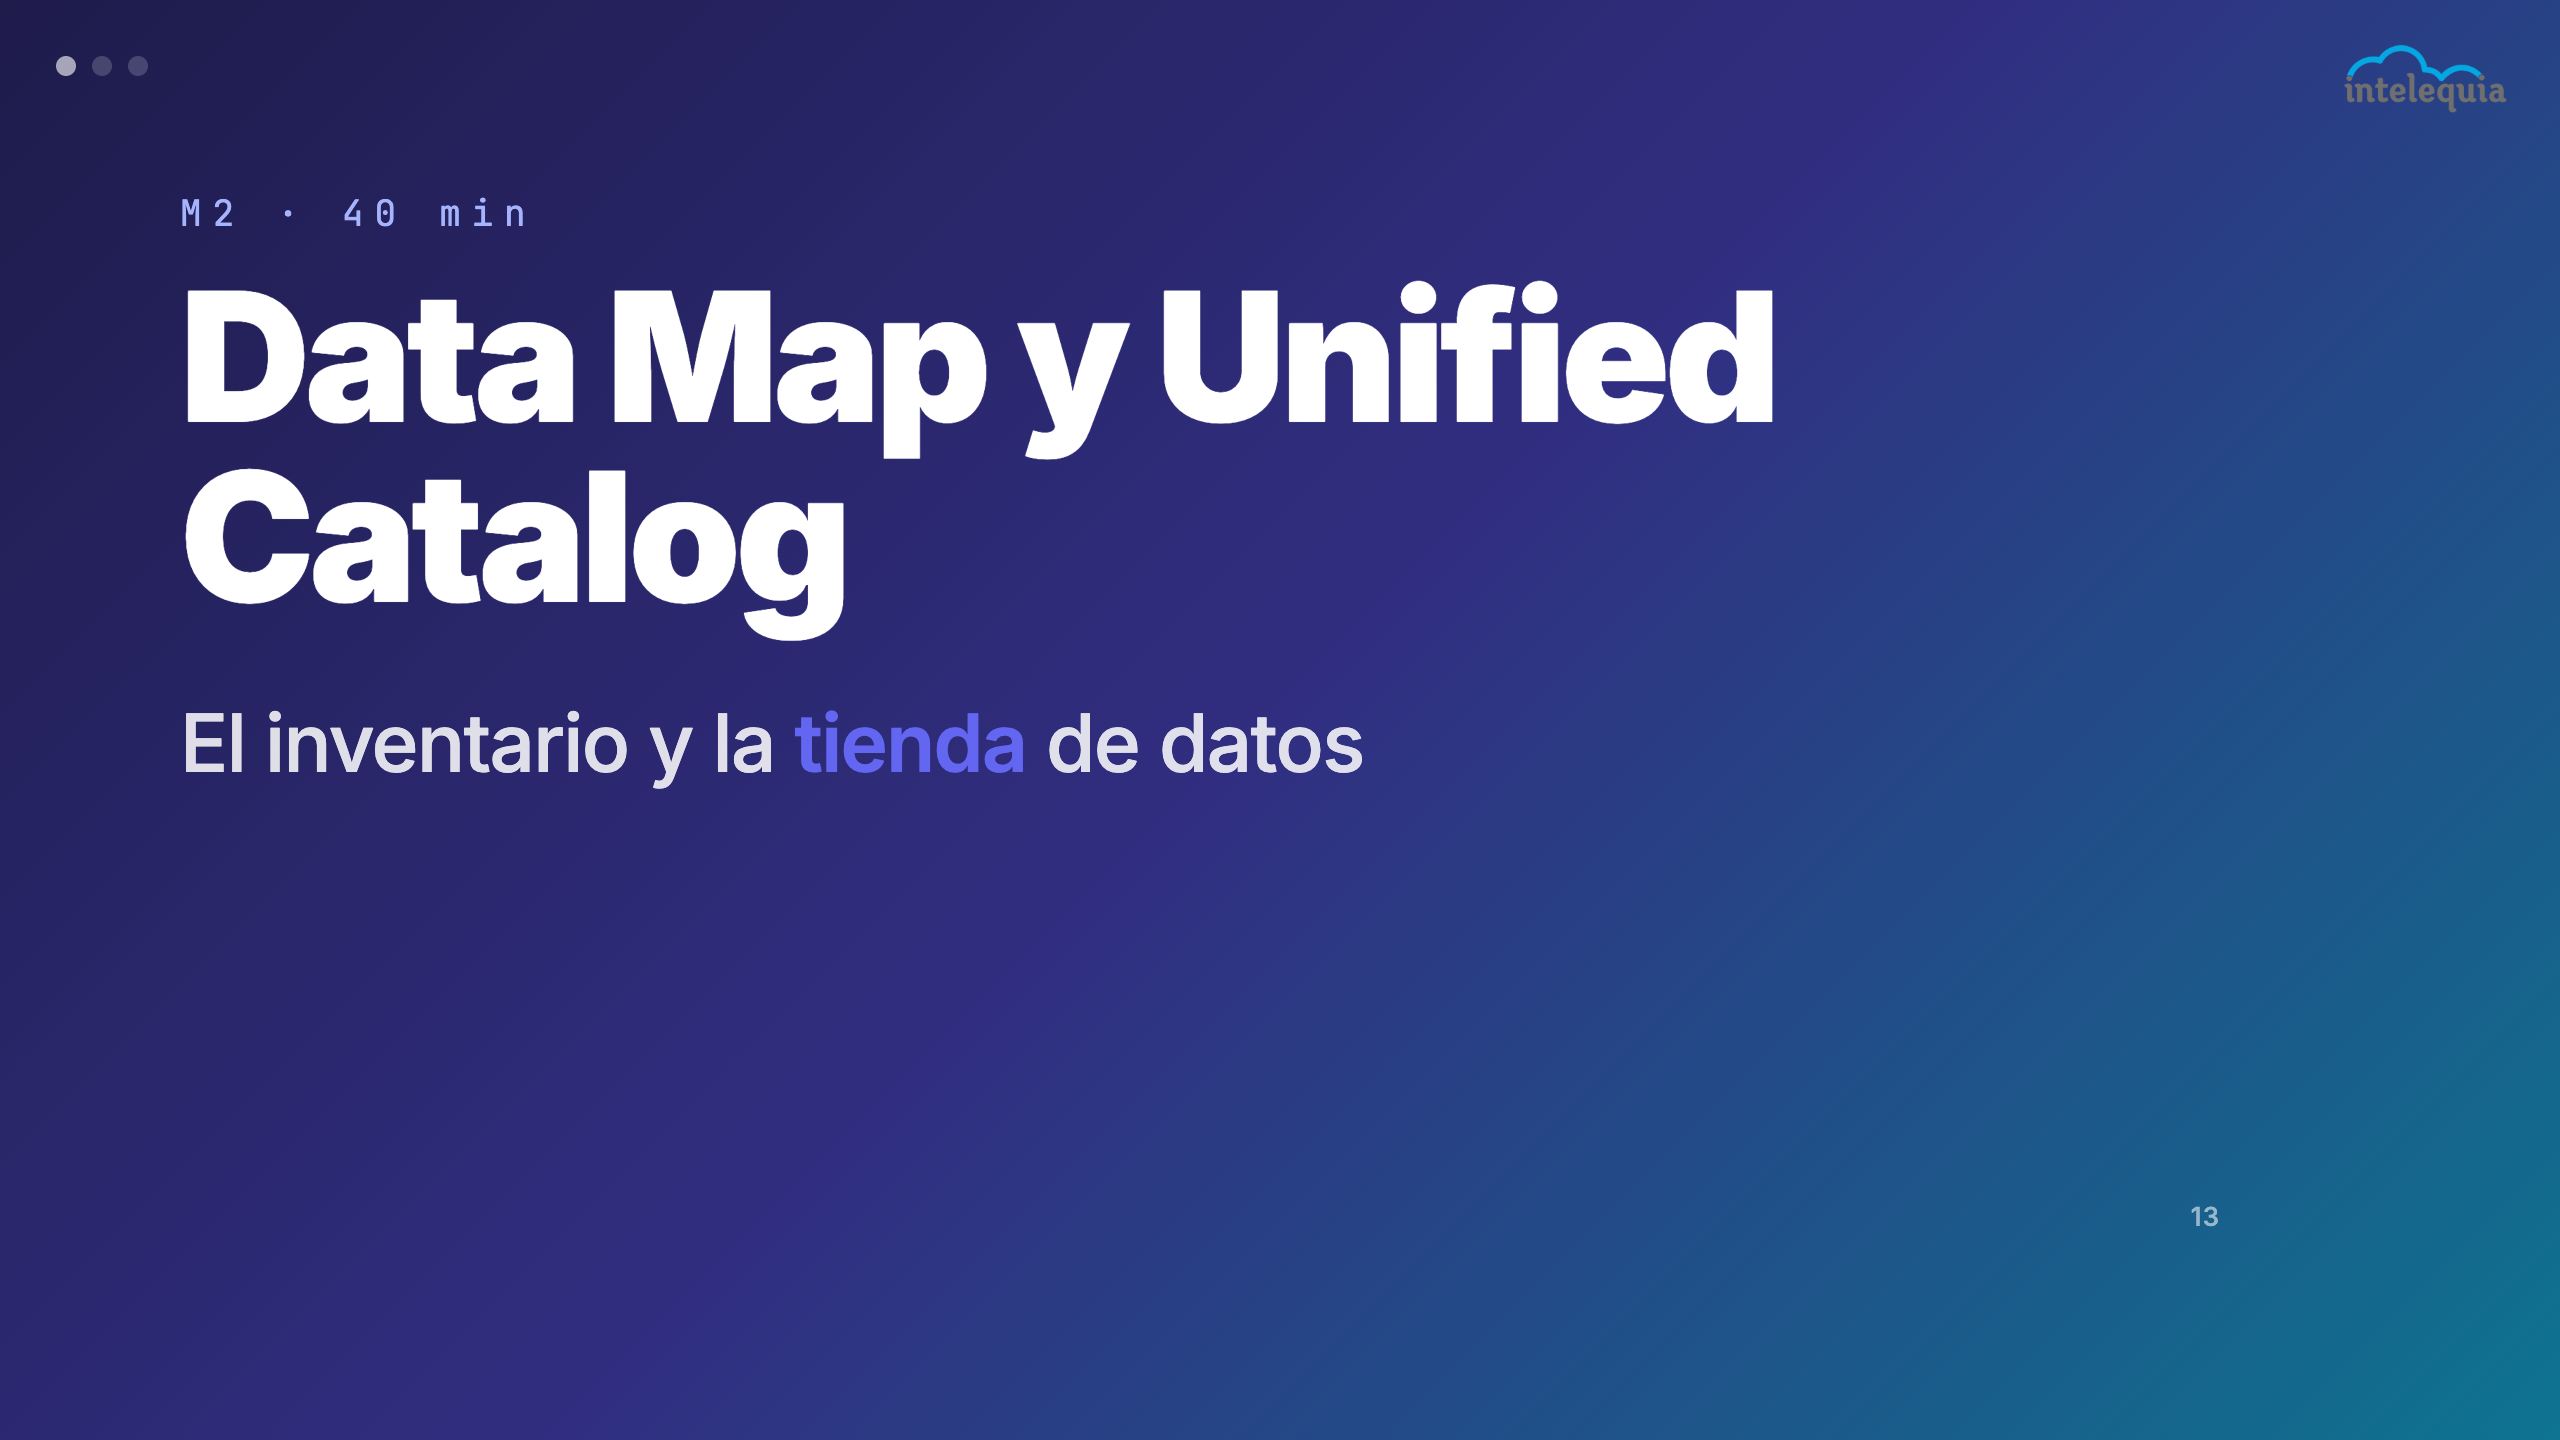 intelequia
M2 · 40 min
Data Map y Unified
Catalog
El inventario y la tienda de datos
13